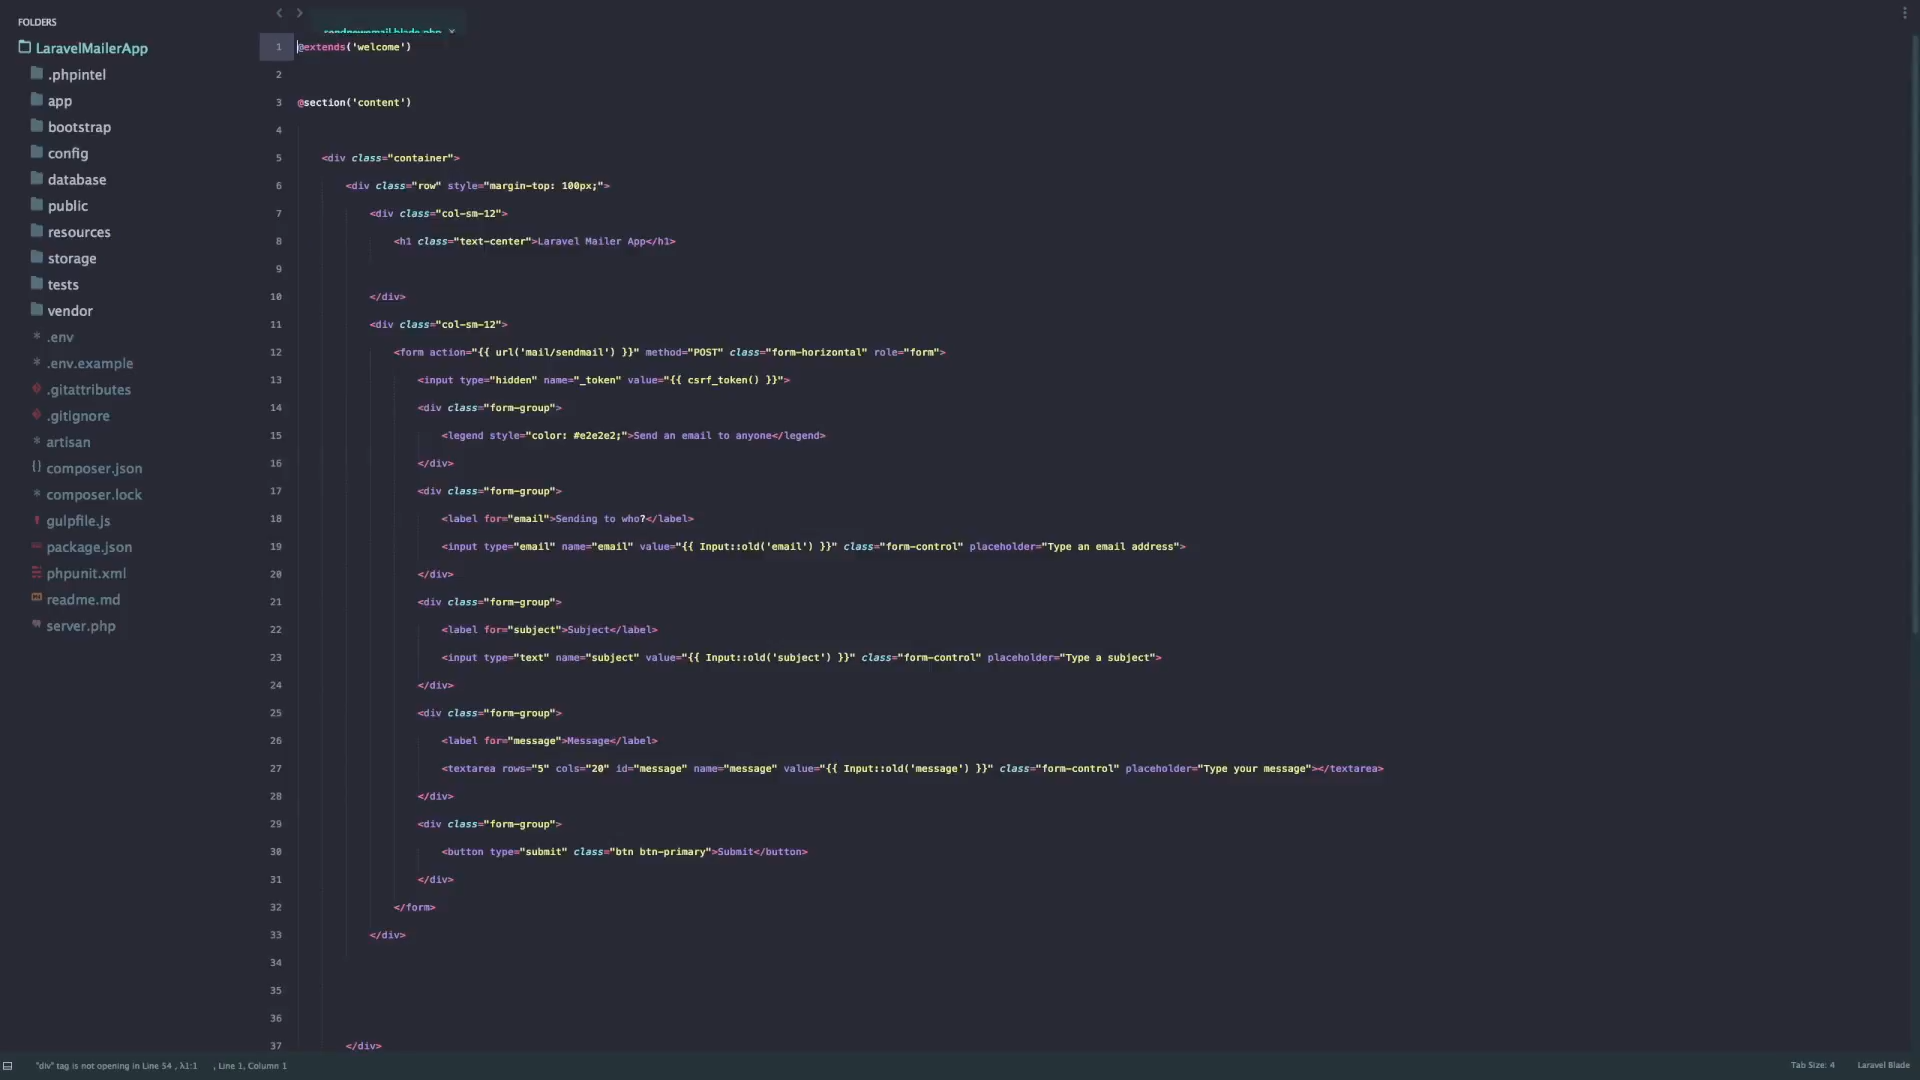 FOLDERS
LaravelMailerApp
.phpintel
app
bootstrap
config
database
public
resources
storage
tests
vendor
.env
.env.example
.gitattributes
.gitignore
artisan
composer.json
composer.lock
gulpfile.js
package.json
phpunit.xml
readme.md
server.php
sendnewemail.blade.php ×
1 @extends('welcome')
2
3 @section('content')
4
5 <div class="container">
6 <div class="row" style="margin-top: 100px;">
7 <div class="col-sm-12">
8 <h1 class="text-center">Laravel Mailer App</h1>
9
10 </div>
11 <div class="col-sm-12">
12 <form action="{{ url('mail/sendmail') }}" method="POST" class="form-horizontal" role="form">
13 <input type="hidden" name="_token" value="{{ csrf_token() }}">
14 <div class="form-group">
15 <legend style="color: #e2e2e2;">Send an email to anyone</legend>
16 </div>
17 <div class="form-group">
18 <label for="email">Sending to who?</label>
19 <input type="email" name="email" value="{{ Input::old('email') }}" class="form-control" placeholder="Type an email address">
20 </div>
21 <div class="form-group">
22 <label for="subject">Subject</label>
23 <input type="text" name="subject" value="{{ Input::old('subject') }}" class="form-control" placeholder="Type a subject">
24 </div>
25 <div class="form-group">
26 <label for="message">Message</label>
27 <textarea rows="5" cols="20" id="message" name="message" value="{{ Input::old('message') }}" class="form-control" placeholder="Type your message"></textarea>
28 </div>
29 <div class="form-group">
30 <button type="submit" class="btn btn-primary">Submit</button>
31 </div>
32 </form>
33 </div>
34
35
36
37 </div>
"div" tag is not opening in Line 54 , λ1:1 , Line 1, Column 1
Tab Size: 4
Laravel Blade